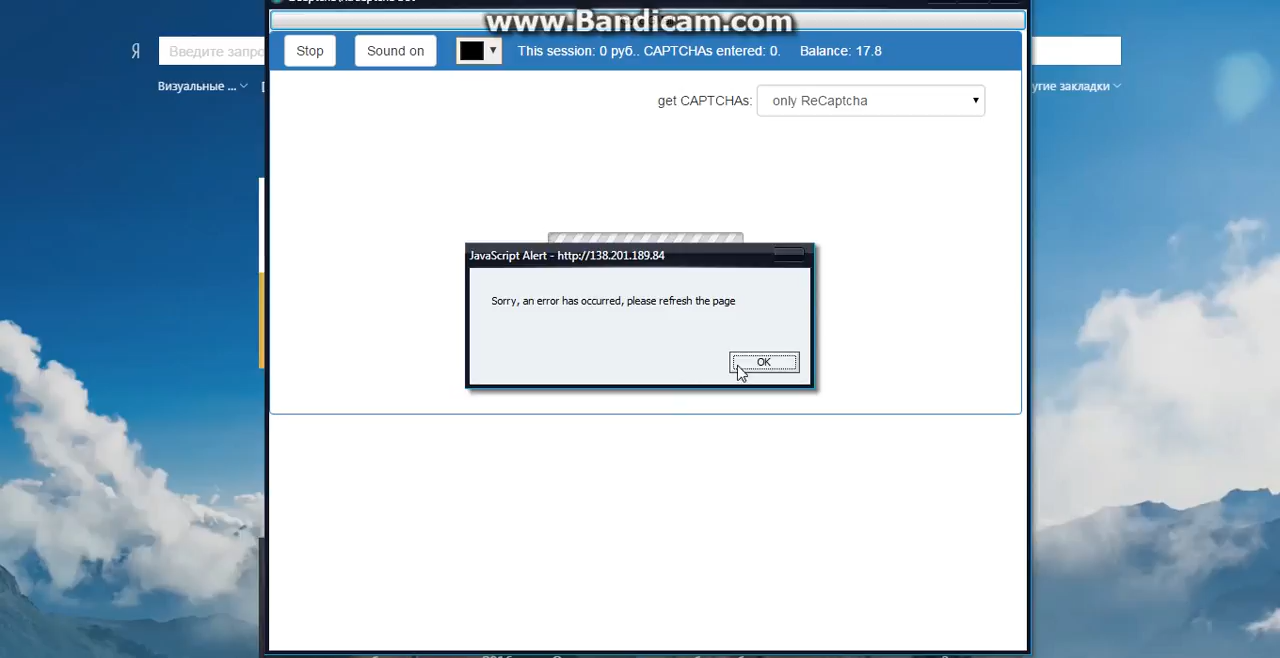 www.Bandicam.com
Я
Введите запро
Stop
Sound on
This session: 0 руб.. CAPTCHAs entered: 0.
Balance: 17.8
Визуальные ...
get CAPTCHAs:
only ReCaptcha
угие закладки
JavaScript Alert - http://138.201.189.84
Sorry, an error has occurred, please refresh the page
OK